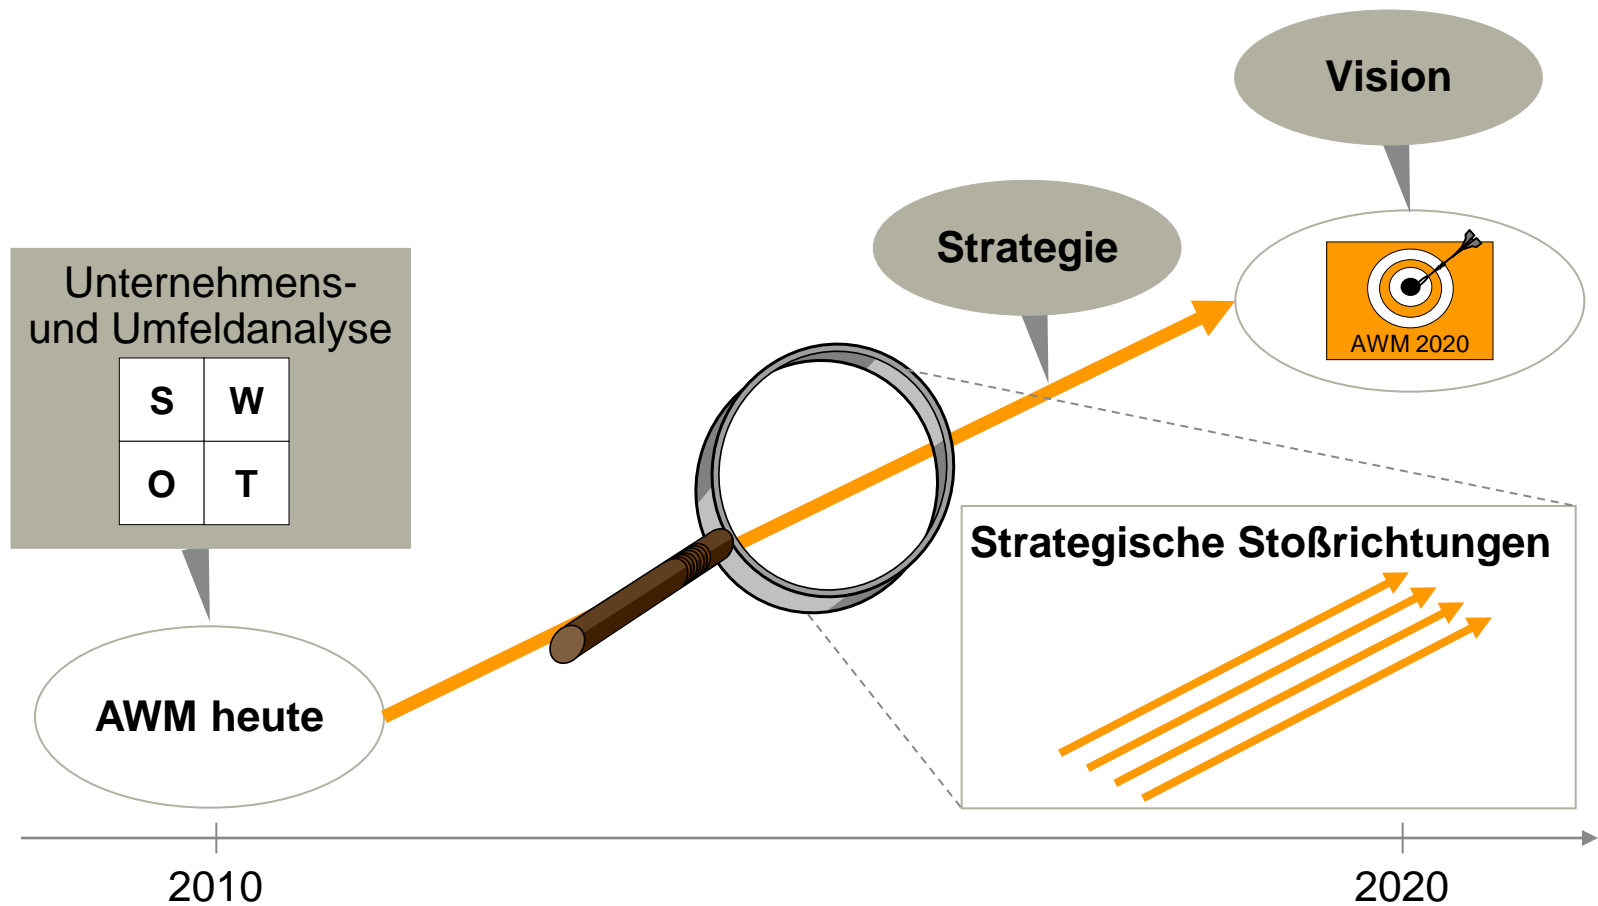 Vision
Strategie
Unternehmens-
und Umfeldanalyse
S W
O T
AWM 2020
Strategische Stoßrichtungen
AWM heute
2010
2020